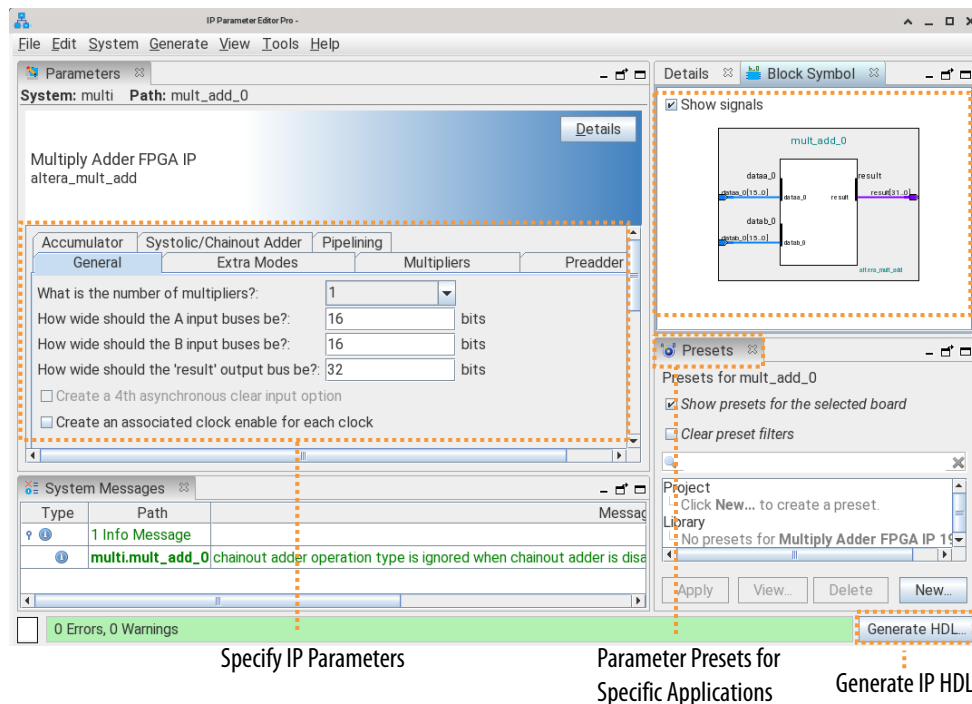 IP Parameter Editor Pro -
File Edit System Generate View Tools Help
Parameters
System: multi Path: mult_add_0
Details
Multiply Adder FPGA IP
altera_mult_add
Accumulator Systolic/Chainout Adder Pipelining
General Extra Modes Multipliers Preadder
What is the number of multipliers?: 1
How wide should the A input buses be?: 16 bits
How wide should the B input buses be?: 16 bits
How wide should the 'result' output bus be?: 32 bits
Create a 4th asynchronous clear input option
Create an associated clock enable for each clock
System Messages
Type Path Messag
1 Info Message
multi.mult_add_0 chainout adder operation type is ignored when chainout adder is disa
0 Errors, 0 Warnings
Details Block Symbol
Show signals
mult_add_0
dataa_0 result
dataa_0[15..0] result[31..0]
dataa_0 result
datab_0
datab_0[15..0]
datab_0
altera_mult_add
Presets
Presets for mult_add_0
Show presets for the selected board
Clear preset filters
Project
Click New... to create a preset.
Library
No presets for Multiply Adder FPGA IP 19
Apply View... Delete New...
Generate HDL...
Specify IP Parameters
Parameter Presets for
Specific Applications
Generate IP HDL